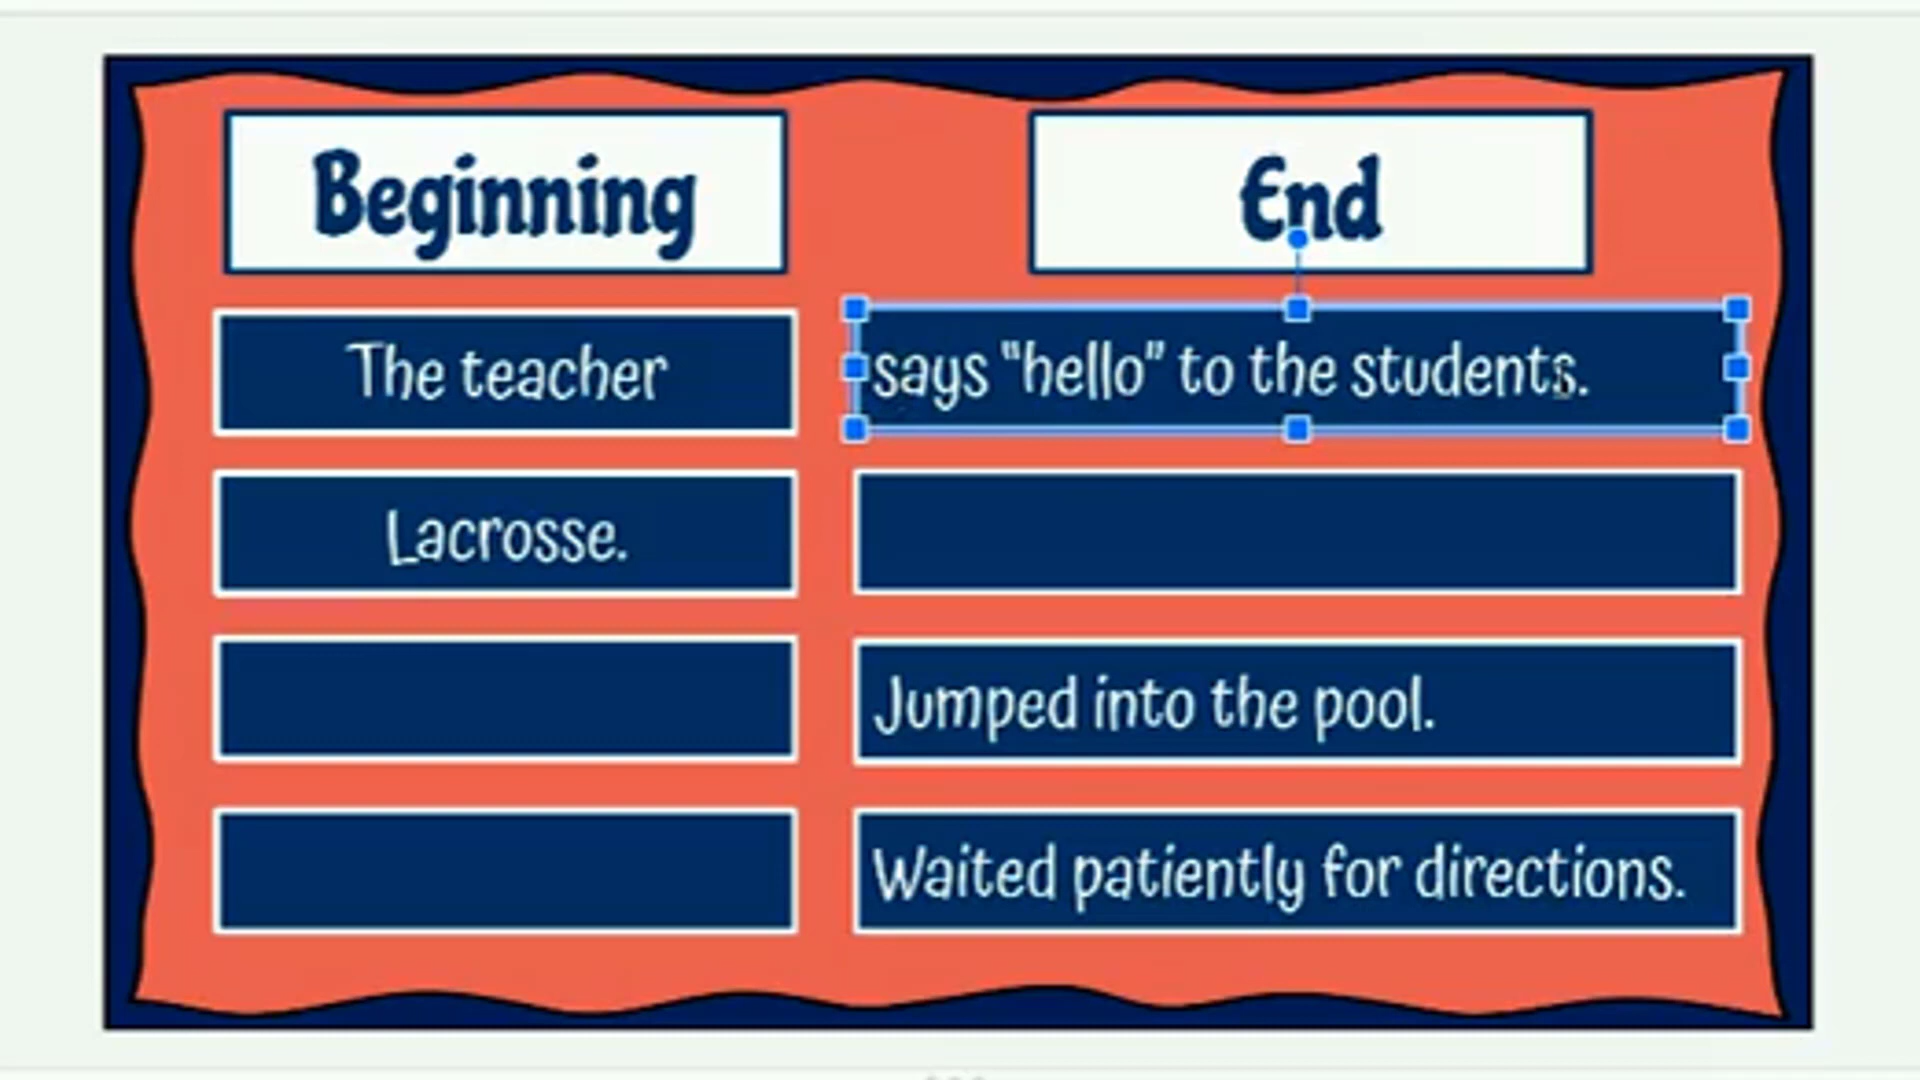 Beginning
End
The teacher
says "hello" to the students.
Lacrosse.
Jumped into the pool.
Waited patiently for directions.